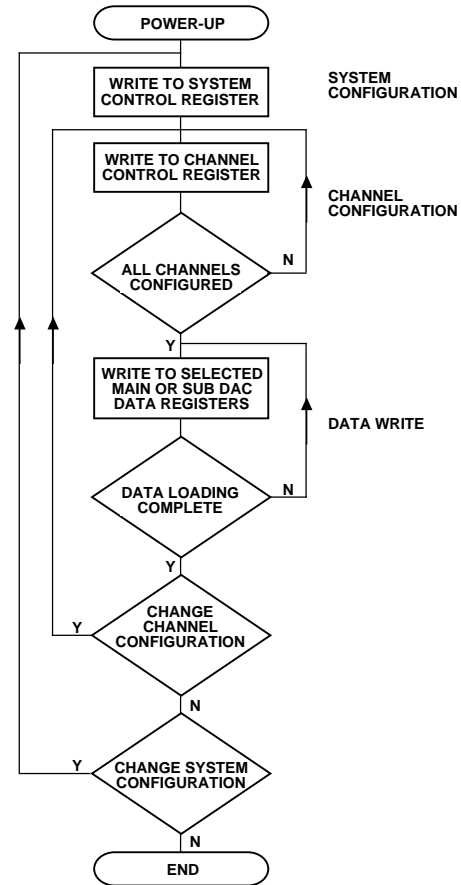 POWER-UP
WRITE TO SYSTEM
CONTROL REGISTER
SYSTEM
CONFIGURATION
WRITE TO CHANNEL
CONTROL REGISTER
CHANNEL
CONFIGURATION
ALL CHANNELS
CONFIGURED
N
Y
WRITE TO SELECTED
MAIN OR SUB DAC
DATA REGISTERS
DATA WRITE
DATA LOADING
COMPLETE
N
Y
CHANGE
CHANNEL
CONFIGURATION
Y
N
CHANGE SYSTEM
CONFIGURATION
Y
N
END